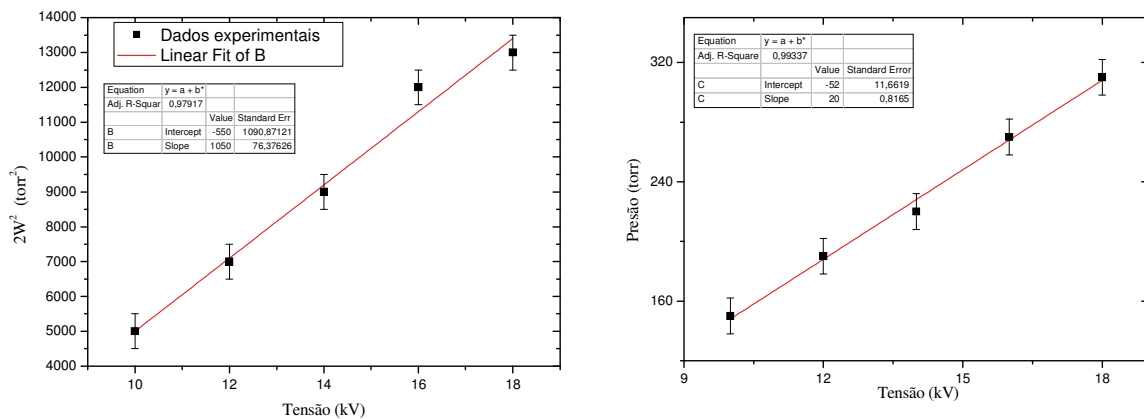 13000
12000
11000
10000
9000
8000
7000
6000
5000
4000
2W² (torr²)
Dados experimentais
Linear Fit of B
Equation y = a + b*
Adj. R-Squar 0,97917
Value Standard Err
B Intercept -550 1090,87121
B Slope 1050 76,37626
10 12 14 16 18
Tensão (kV)
320
240
160
Presão (torr)
Equation y = a + b*
Adj. R-Square 0,99337
Value Standard Error
C Intercept -52 11,6619
C Slope 20 0,8165
9 12 15 18
Tensão (kV)